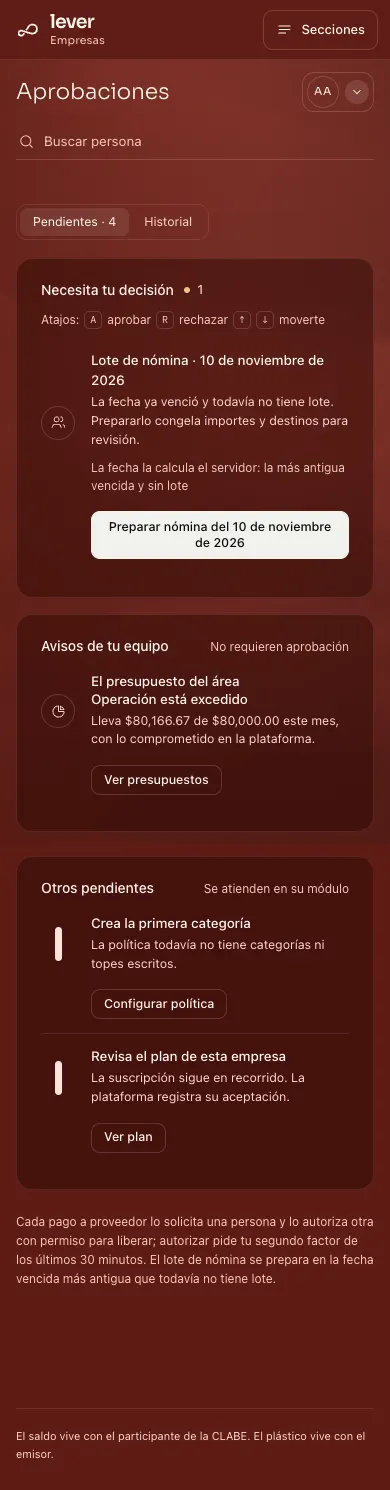 lever
Empresas
Secciones
Aprobaciones
AA
Buscar persona
Pendientes · 4
Historial
Necesita tu decisión • 1
Atajos: A aprobar R rechazar ↑ ↓ moverte
Lote de nómina · 10 de noviembre de
2026
La fecha ya venció y todavía no tiene lote.
Prepararlo congela importes y destinos para
revisión.
La fecha la calcula el servidor: la más antigua
vencida y sin lote
Preparar nómina del 10 de noviembre
de 2026
Avisos de tu equipo
No requieren aprobación
El presupuesto del área
Operación está excedido
Lleva $80,166.67 de $80,000.00 este mes,
con lo comprometido en la plataforma.
Ver presupuestos
Otros pendientes
Se atienden en su módulo
Crea la primera categoría
La política todavía no tiene categorías ni
topes escritos.
Configurar política
Revisa el plan de esta empresa
La suscripción sigue en recorrido. La
plataforma registra su aceptación.
Ver plan
Cada pago a proveedor lo solicita una persona y lo autoriza otra
con permiso para liberar; autorizar pide tu segundo factor de
los últimos 30 minutos. El lote de nómina se prepara en la fecha
vencida más antigua que todavía no tiene lote.
El saldo vive con el participante de la CLABE. El plástico vive con el
emisor.